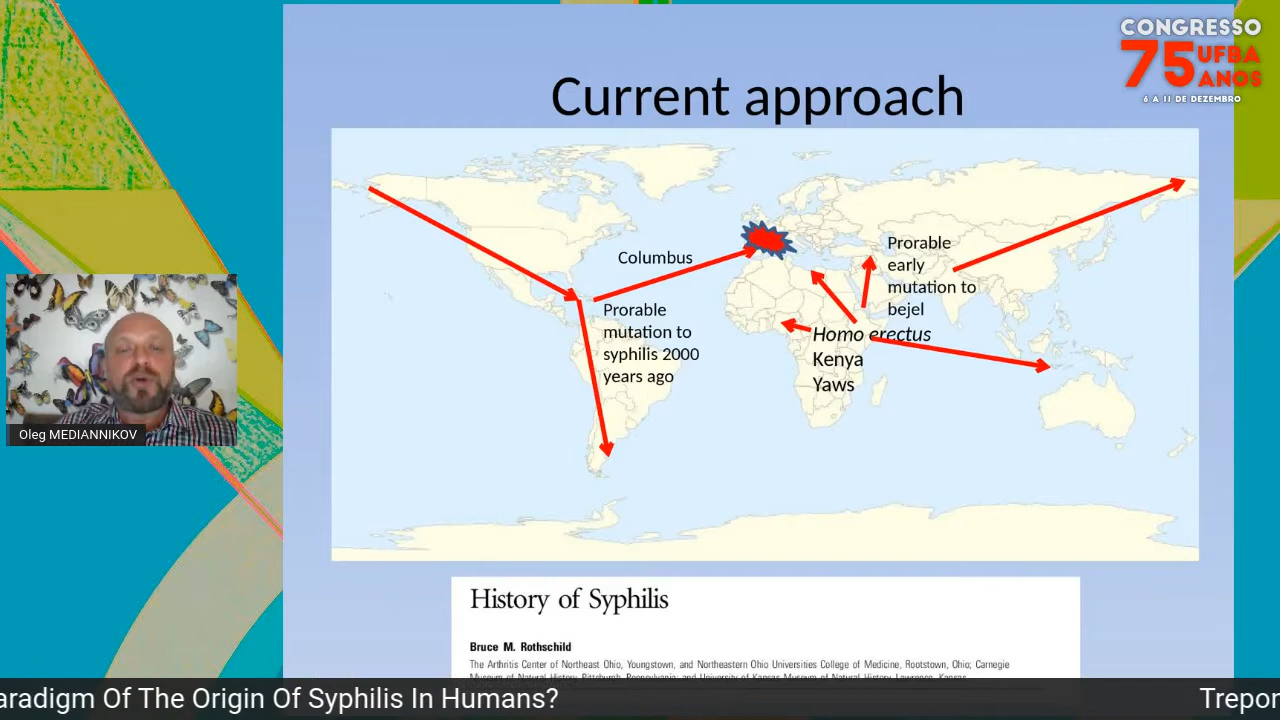 CONGRESSO
75 UFBA
ANOS
6 A 11 DE DEZEMBRO
Current approach
Columbus
Prorable
mutation to
syphilis 2000
years ago
Prorable
early
mutation to
bejel
Homo erectus
Kenya
Yaws
Oleg MEDIANNIKOV
History of Syphilis
Bruce M. Rothschild
The Arthritis Center of Northeast Ohio, Youngstown, and Northeastern Ohio Universities College of Medicine, Rootstown, Ohio; Carnegie
Museum of Natural History, Pittsburgh, Pennsylvania; and University of Kansas Museum of Natural History, Lawrence, Kansas
aradigm Of The Origin Of Syphilis In Humans?
Trepor